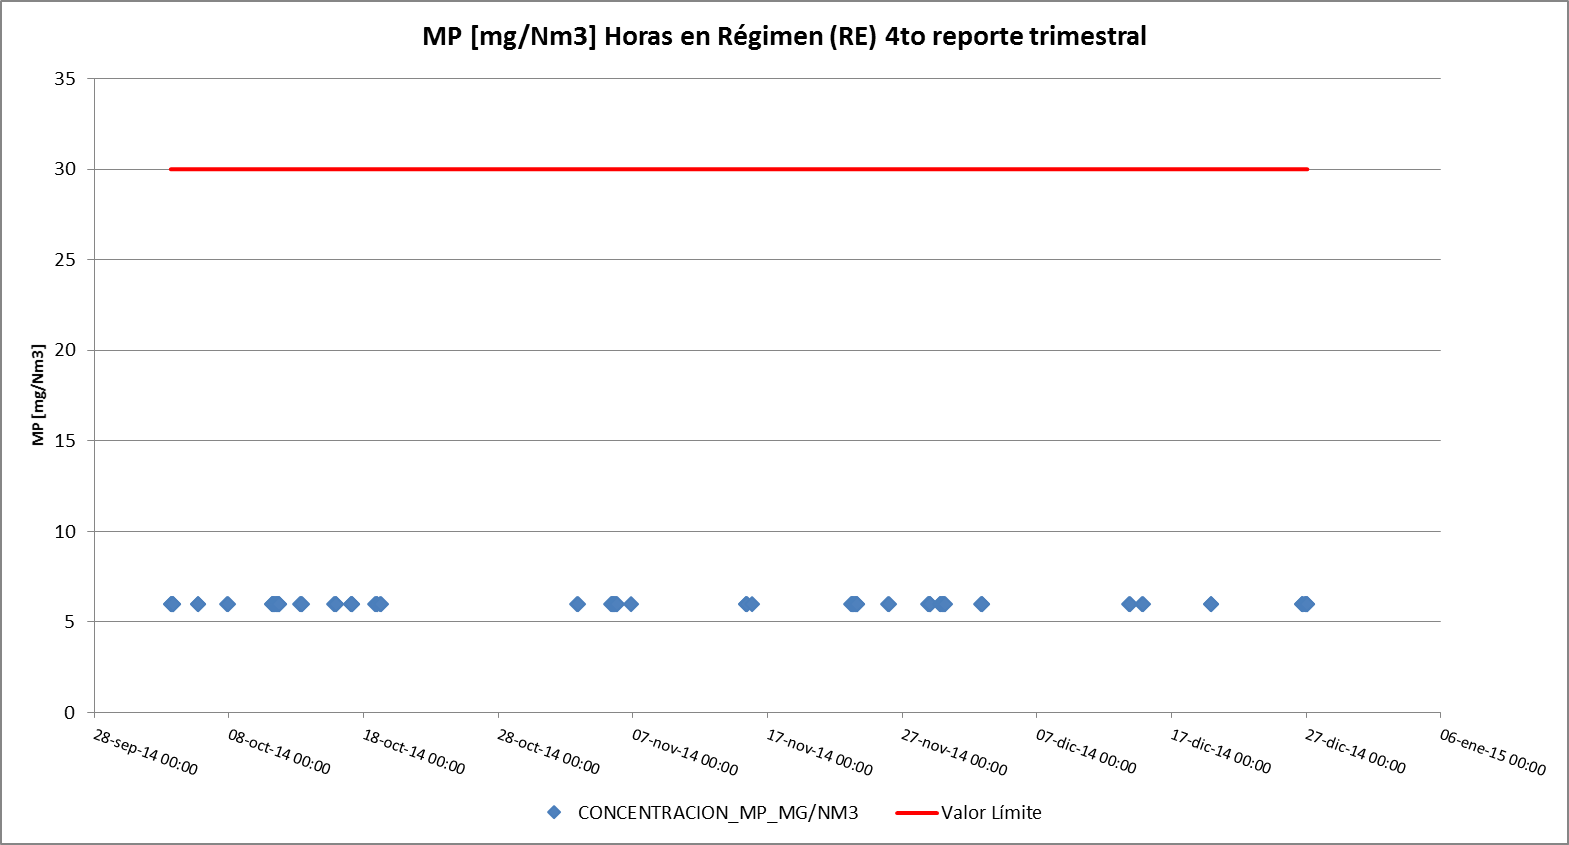 MP [mg/Nm3] Horas en Régimen (RE) 4to reporte trimestral
35
30
25
20
15
10
5
0
MP [mg/Nm3]
28-sep-14 00:00
08-oct-14 00:00
18-oct-14 00:00
28-oct-14 00:00
07-nov-14 00:00
17-nov-14 00:00
27-nov-14 00:00
07-dic-14 00:00
17-dic-14 00:00
27-dic-14 00:00
06-ene-15 00:00
CONCENTRACION_MP_MG/NM3
Valor Límite